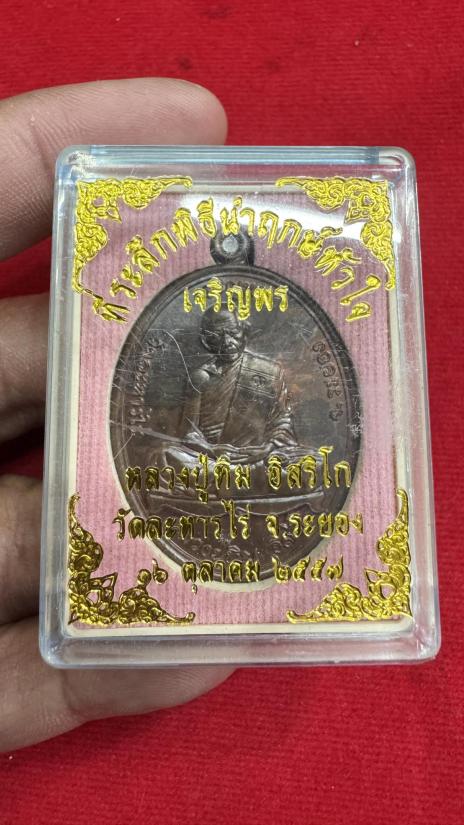 ที่ระลึกพิธีนำฤกษ์หัวใจ
เจริญพร
หลวงปู่ทิม อิสริโก
วัดละหารไร่ จ.ระยอง
๑๖ ตุลาคม ๒๕๕๗